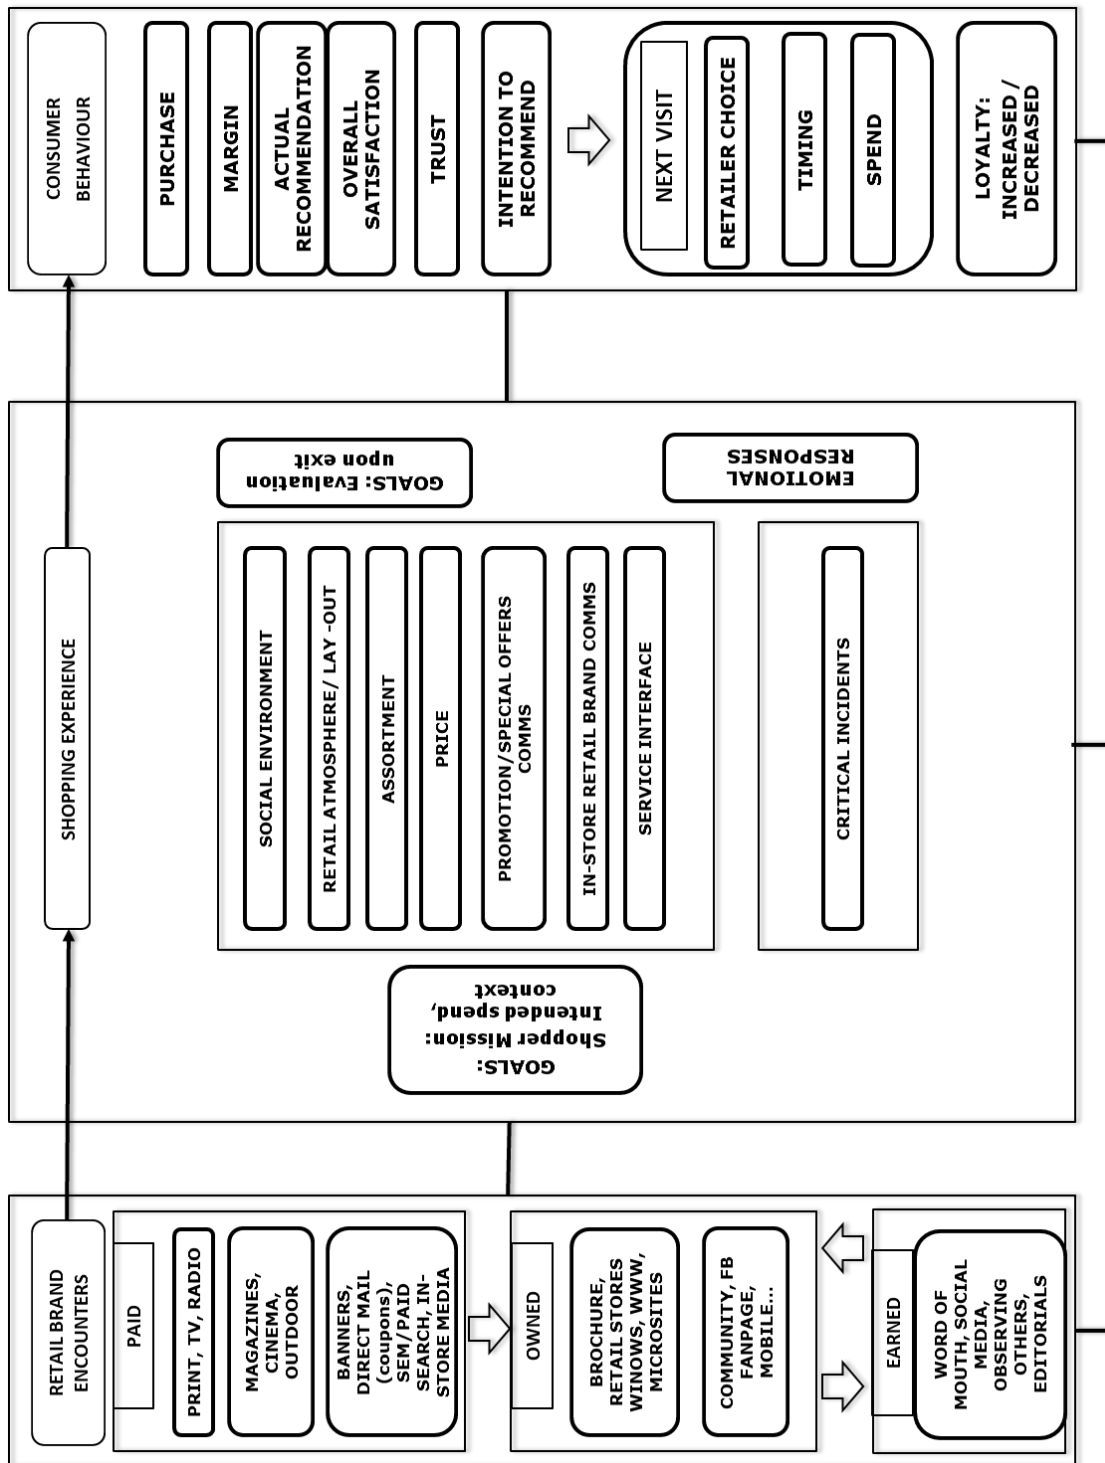 RETAIL BRAND
ENCOUNTERS
PAID
PRINT, TV, RADIO
MAGAZINES,
CINEMA,
OUTDOOR
BANNERS,
DIRECT MAIL
(coupons),
SEM/PAID
SEARCH, IN-
STORE MEDIA
OWNED
BROCHURE,
RETAIL STORES
WINOWS, WWW,
MICROSITES
COMMUNITY, FB
FANPAGE,
MOBILE...
EARNED
WORD OF
MOUTH, SOCIAL
MEDIA,
OBSERVING
OTHERS,
EDITORIALS
SHOPPING EXPERIENCE
GOALS:
Shopper Mission:
Intended spend,
context
SOCIAL ENVIRONMENT
RETAIL ATMOSPHERE/ LAY -OUT
ASSORTMENT
PRICE
PROMOTION/SPECIAL OFFERS
COMMS
IN-STORE RETAIL BRAND COMMS
SERVICE INTERFACE
CRITICAL INCIDENTS
GOALS: Evaluation
upon exit
EMOTIONAL
RESPONSES
CONSUMER
BEHAVIOUR
PURCHASE
MARGIN
ACTUAL
RECOMMENDATION
OVERALL
SATISFACTION
TRUST
INTENTION TO
RECOMMEND
NEXT VISIT
RETAILER CHOICE
TIMING
SPEND
LOYALTY:
INCREASED /
DECREASED